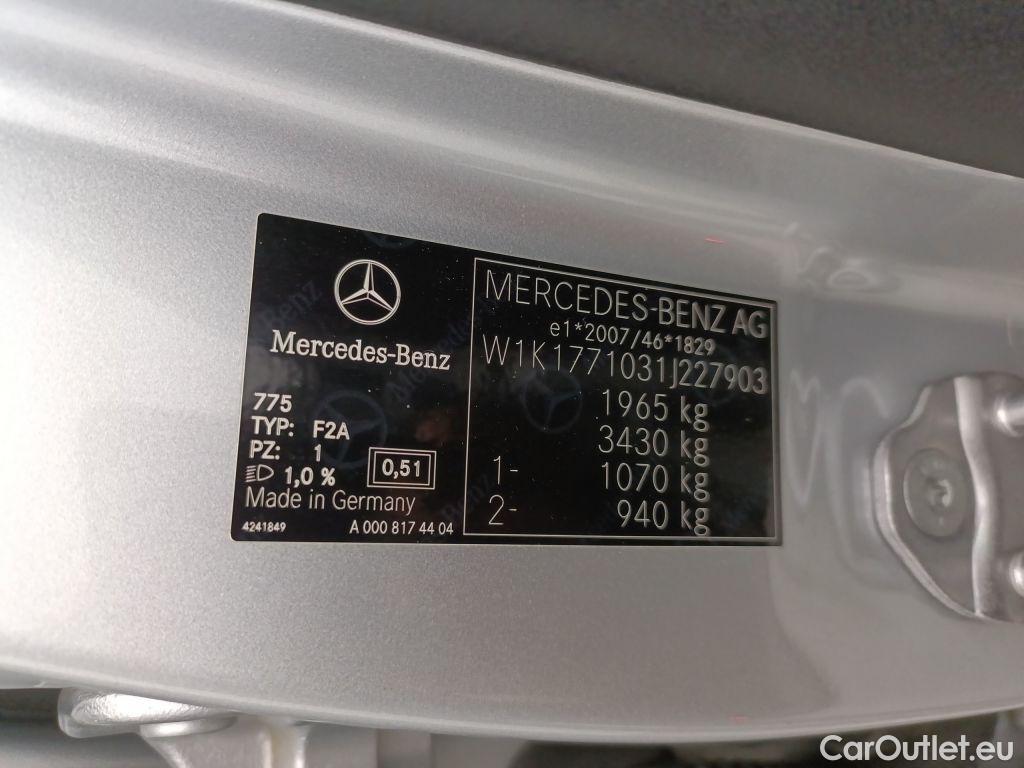 Mercedes-Benz
775
TYP: F2A
PZ: 1
1,0 %
0,51
Made in Germany
4241849 A 000 817 44 04
MERCEDES-BENZ AG
e1*2007/46*1829
W1K1771031J227903
1965 kg
3430 kg
1- 1070 kg
2- 940 kg
CarOutlet.eu